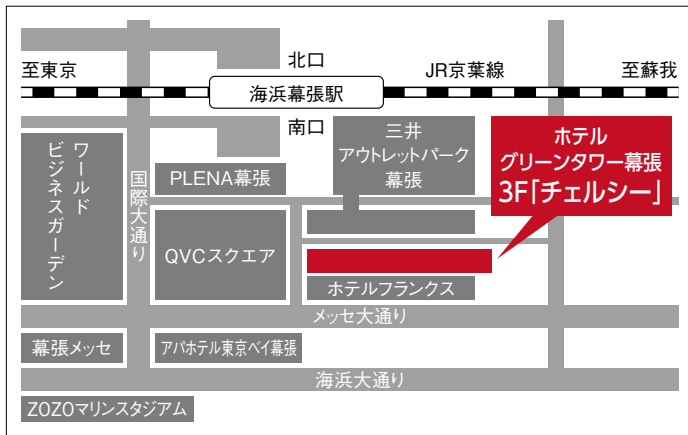 北口
至東京
JR京葉線
至蘇我
海浜幕張駅
南口
ワールド
ビジネスガーデン
国際大通り
PLENA幕張
三井
アウトレットパーク
幕張
ホテル
グリーンタワー幕張
3F「チェルシー」
QVCスクエア
ホテルフランクス
メッセ大通り
幕張メッセ
アパホテル東京ベイ幕張
海浜大通り
ZOZOマリンスタジアム